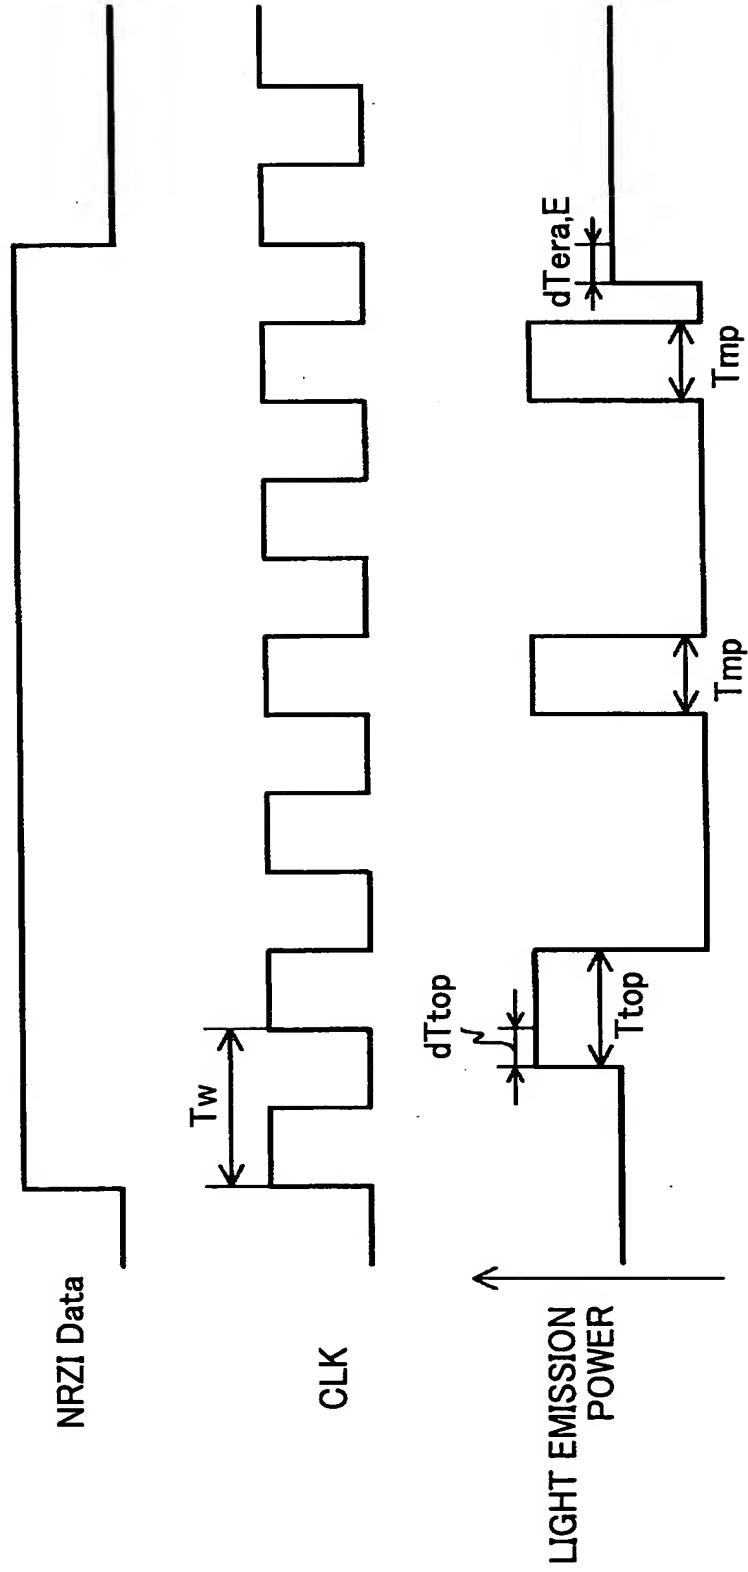 NRZI Data
CLK
Tw
LIGHT EMISSION
POWER
dTtop
Ttop
Tmp
Tmp
dTera,E